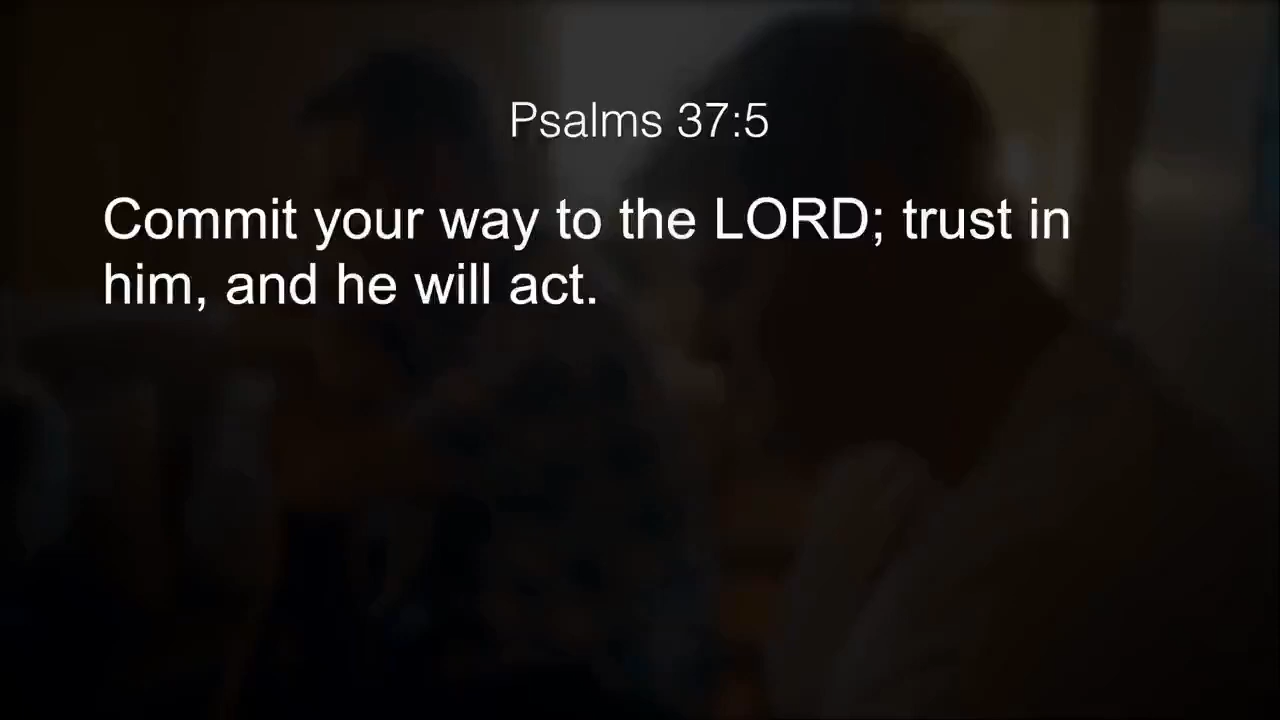 Psalms 37:5
Commit your way to the LORD; trust in
him, and he will act.